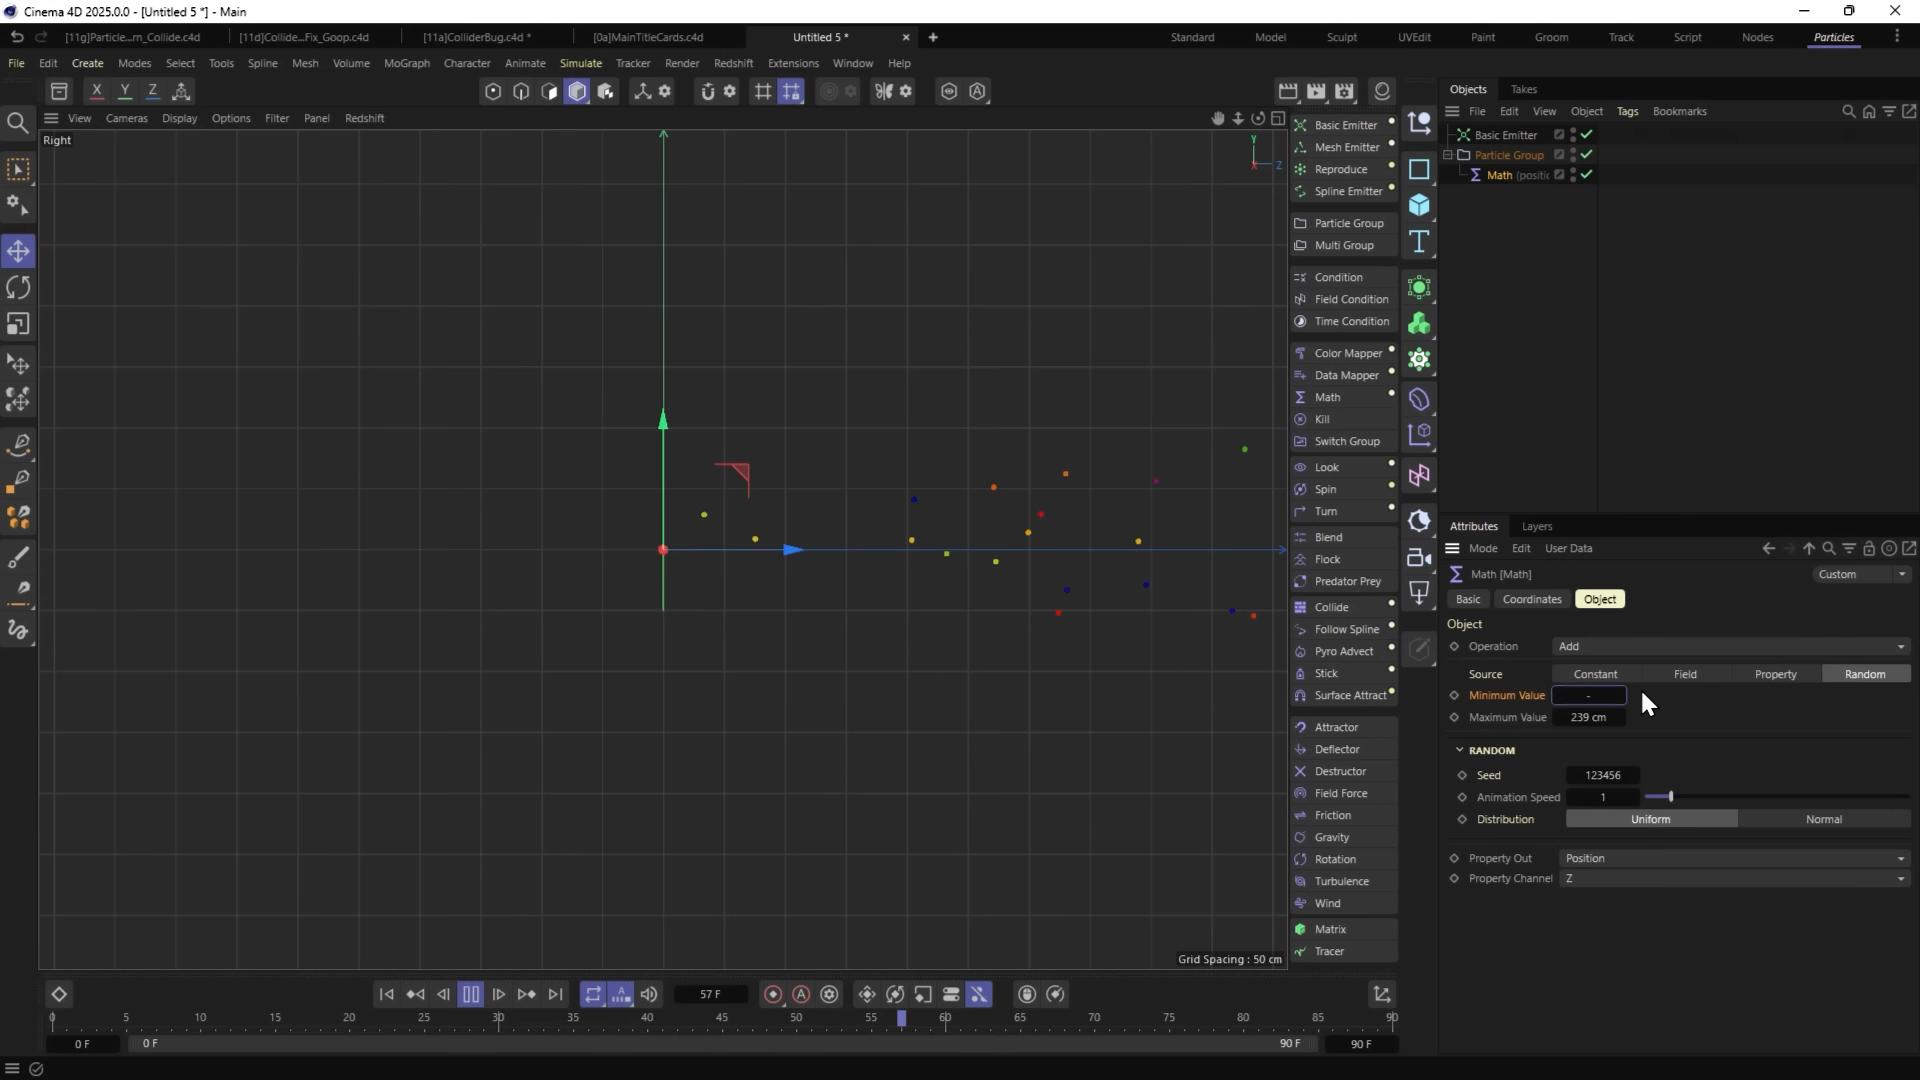 Cinema 4D 2025.0.0 - [Untitled 5 *] - Main
[11g]Particle...rn_Collide.c4d
[11d]Collide...Fix_Goop.c4d
[11a]ColliderBug.c4d *
[0a]MainTitleCards.c4d
Untitled 5 *
Standard
Model
Sculpt
UVEdit
Paint
Groom
Track
Script
Nodes
Particles
File Edit Create Modes Select Tools Spline Mesh Volume MoGraph Character Animate Simulate Tracker Render Redshift Extensions Window Help
X Y Z
View Cameras Display Options Filter Panel Redshift
Right
Y
Z
X
Grid Spacing : 50 cm
Basic Emitter
Mesh Emitter
Reproduce
Spline Emitter
Particle Group
Multi Group
Condition
Field Condition
Time Condition
Color Mapper
Data Mapper
Math
Kill
Switch Group
Look
Spin
Turn
Blend
Flock
Predator Prey
Collide
Follow Spline
Pyro Advect
Stick
Surface Attract
Attractor
Deflector
Destructor
Field Force
Friction
Gravity
Rotation
Turbulence
Wind
Matrix
Tracer
Objects Takes
File Edit View Object Tags Bookmarks
Basic Emitter
Particle Group
Math (positic
Attributes Layers
Mode Edit User Data
Math [Math]
Custom
Basic Coordinates Object
Object
Operation Add
Source Constant Field Property Random
Minimum Value -
Maximum Value 239 cm
RANDOM
Seed 123456
Animation Speed 1
Distribution Uniform Normal
Property Out Position
Property Channel Z
57 F
0 5 10 15 20 25 30 35 40 45 50 55 60 65 70 75 80 85 90
0 F 0 F 90 F 90 F